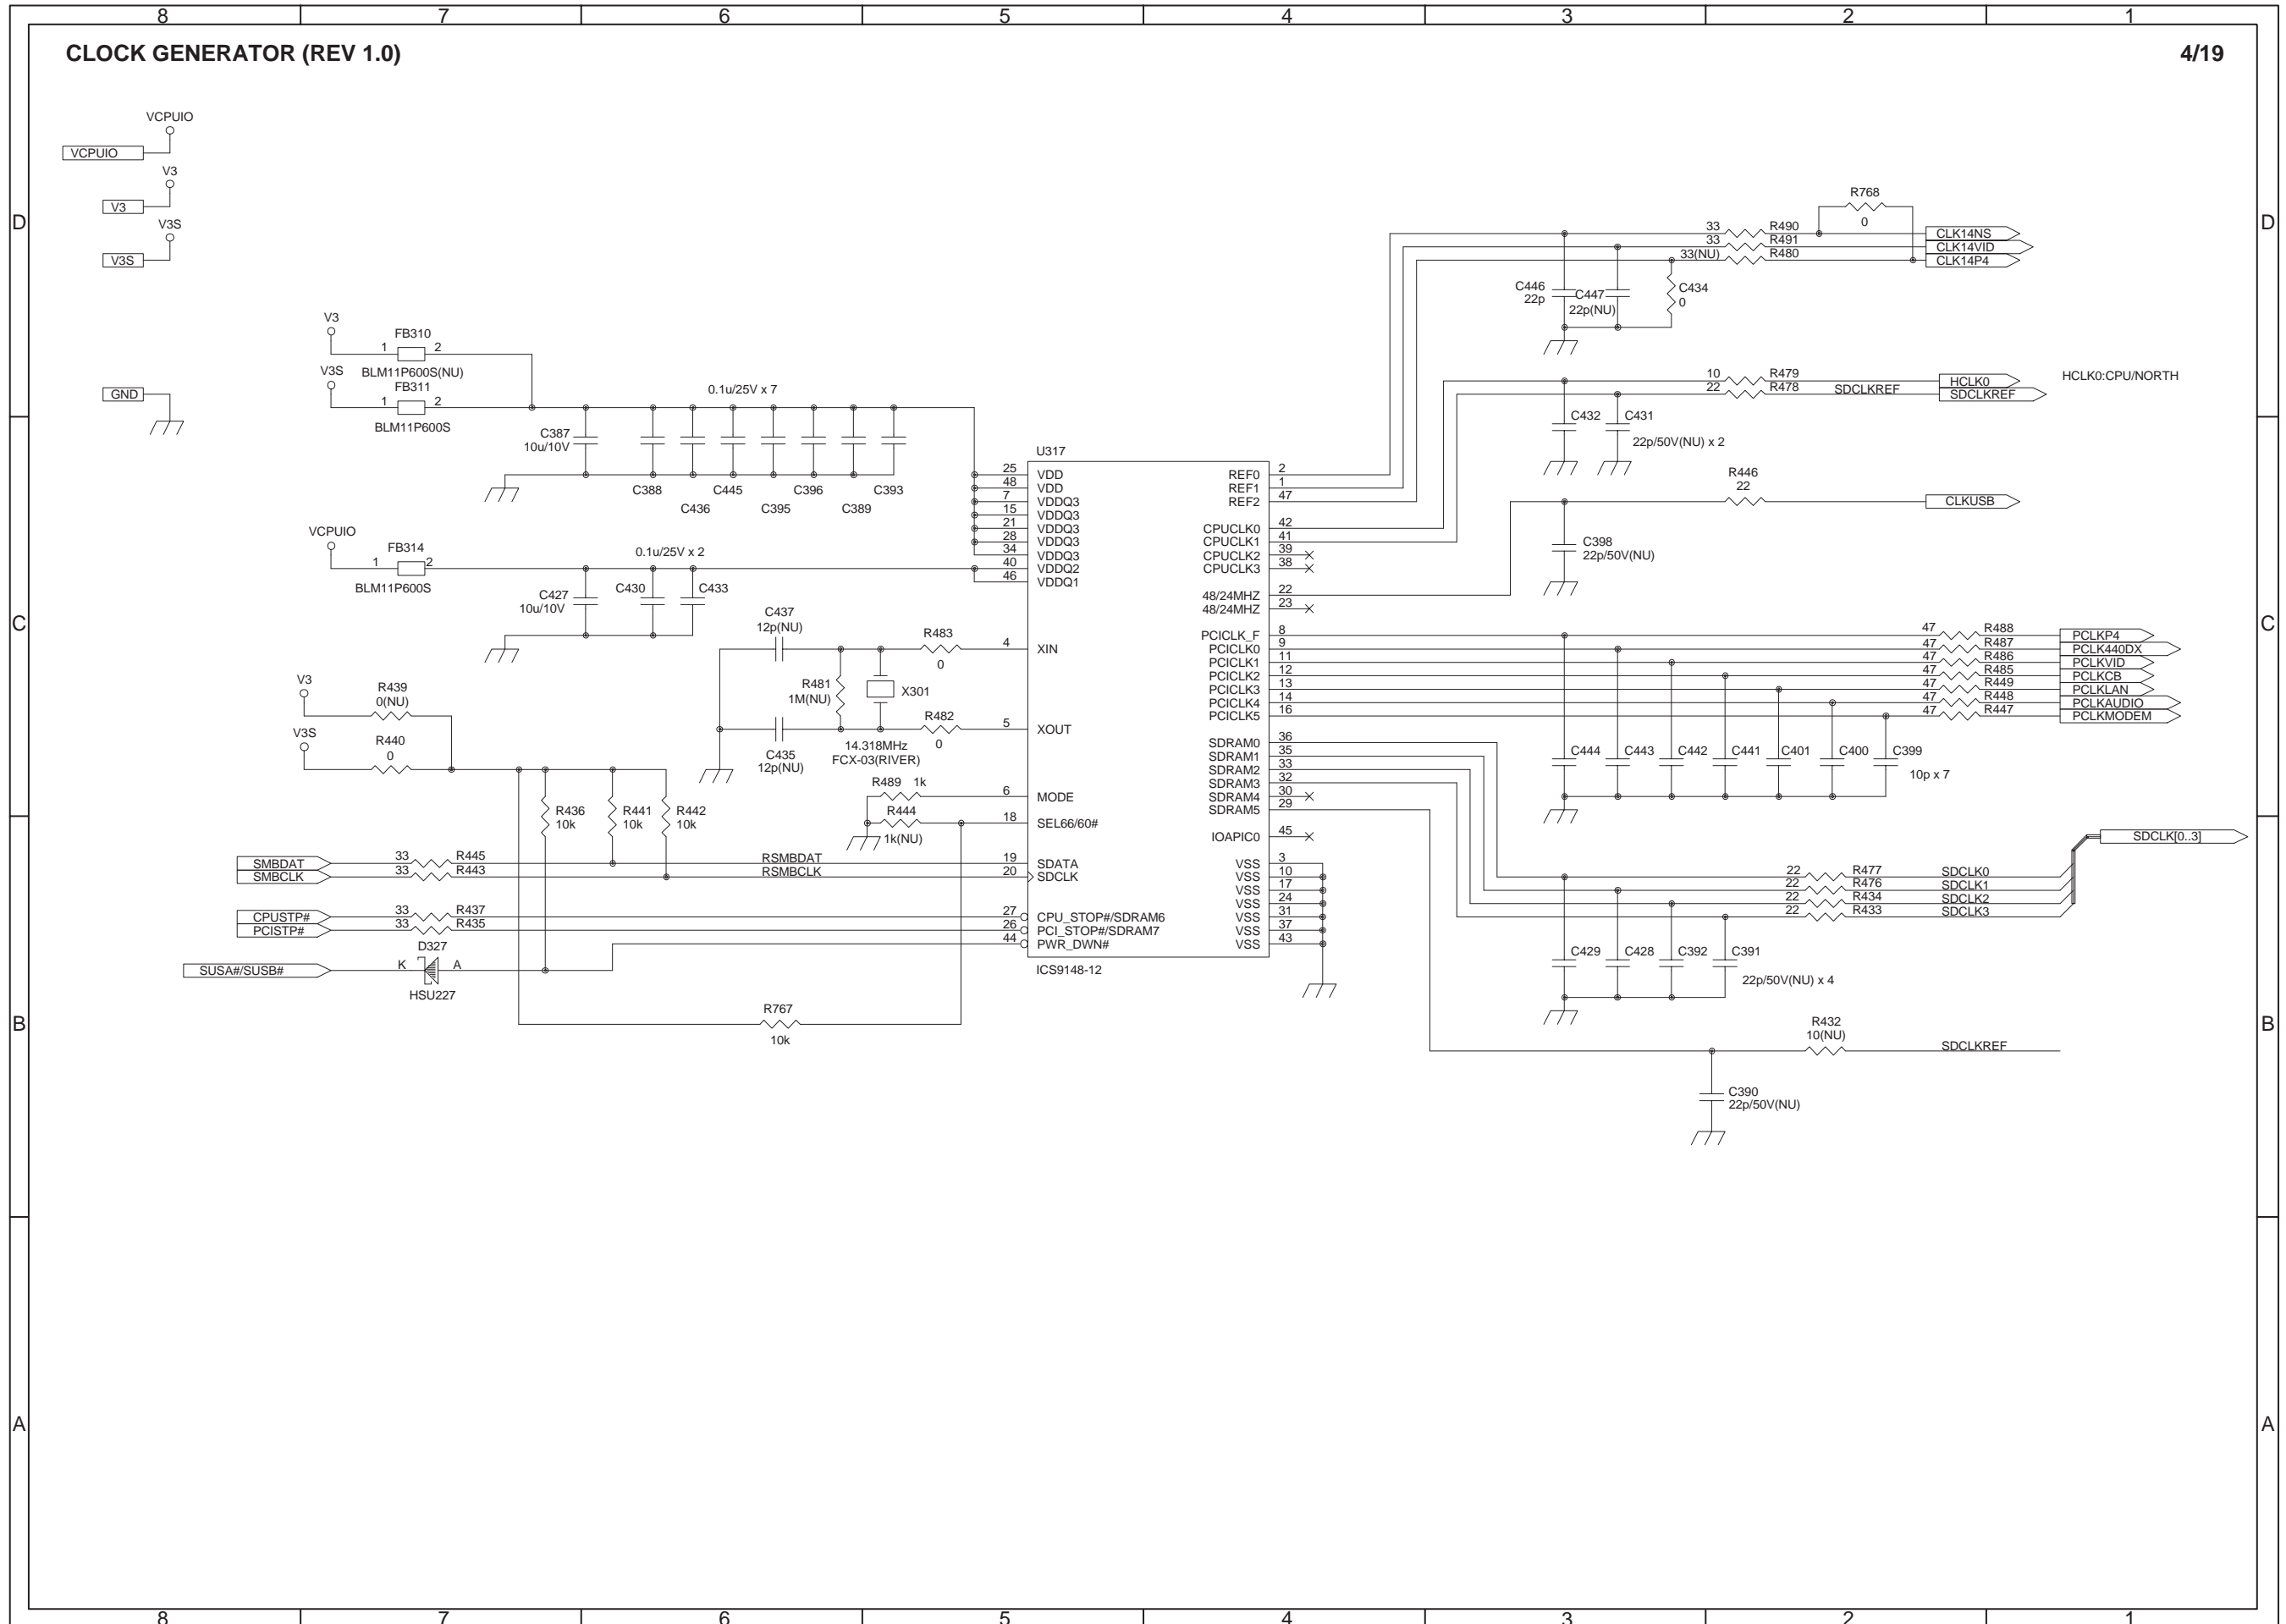 8 7 6 5 4 3 2 1
CLOCK GENERATOR (REV 1.0)
4/19
D
D
C
C
B
B
A
A
VCPUIO
VCPUIO
V3
V3
V3S
V3S
GND
V3
FB310
1 2
BLM11P600S(NU)
V3S
FB311
1 2
BLM11P600S
0.1u/25V x 7
C387
10u/10V
C388
C436
C445
C395
C396
C389
C393
VCPUIO
FB314
1 2
BLM11P600S
0.1u/25V x 2
C427
10u/10V
C430
C433
C437
12p(NU)
R483
0
R481
1M(NU)
X301
R482
0
C435
12p(NU)
14.318MHz
FCX-03(RIVER)
V3
R439
0(NU)
V3S
R440
0
R436
10k
R441
10k
R442
10k
R489 1k
R444
1k(NU)
SMBDAT 33 R445 RSMBDAT
SMBCLK 33 R443 RSMBCLK
CPUSTP# 33 R437
PCISTP# 33 R435
SUSA#/SUSB#
D327
K A
HSU227
R767
10k
U317
25 VDD
48 VDD
7 VDDQ3
15 VDDQ3
21 VDDQ3
28 VDDQ3
34 VDDQ3
40 VDDQ2
46 VDDQ1
4 XIN
5 XOUT
6 MODE
18 SEL66/60#
19 SDATA
20 SDCLK
27 CPU_STOP#/SDRAM6
26 PCI_STOP#/SDRAM7
44 PWR_DWN#
ICS9148-12
REF0 2
REF1 1
REF2 47
CPUCLK0 42
CPUCLK1 41
CPUCLK2 39
CPUCLK3 38
48/24MHZ 22
48/24MHZ 23
PCICLK_F 8
PCICLK0 9
PCICLK1 11
PCICLK2 12
PCICLK3 13
PCICLK4 14
PCICLK5 16
SDRAM0 36
SDRAM1 35
SDRAM2 33
SDRAM3 32
SDRAM4 30
SDRAM5 29
IOAPIC0 45
VSS 3
VSS 10
VSS 17
VSS 24
VSS 31
VSS 37
VSS 43
R768
0
33 R490 CLK14NS
33 R491 CLK14VID
33(NU) R480 CLK14P4
C446
22p
C447
22p(NU)
C434
0
10 R479 HCLK0
22 R478 SDCLKREF SDCLKREF
HCLK0:CPU/NORTH
C432
C431
22p/50V(NU) x 2
R446
22
CLKUSB
C398
22p/50V(NU)
47 R488 PCLKP4
47 R487 PCLK440DX
47 R486 PCLKVID
47 R485 PCLKCB
47 R449 PCLKLAN
47 R448 PCLKAUDIO
47 R447 PCLKMODEM
C444 C443 C442 C441 C401 C400 C399
10p x 7
SDCLK[0..3]
22 R477 SDCLK0
22 R476 SDCLK1
22 R434 SDCLK2
22 R433 SDCLK3
C429 C428 C392 C391
22p/50V(NU) x 4
R432
10(NU)
SDCLKREF
C390
22p/50V(NU)
8 7 6 5 4 3 2 1